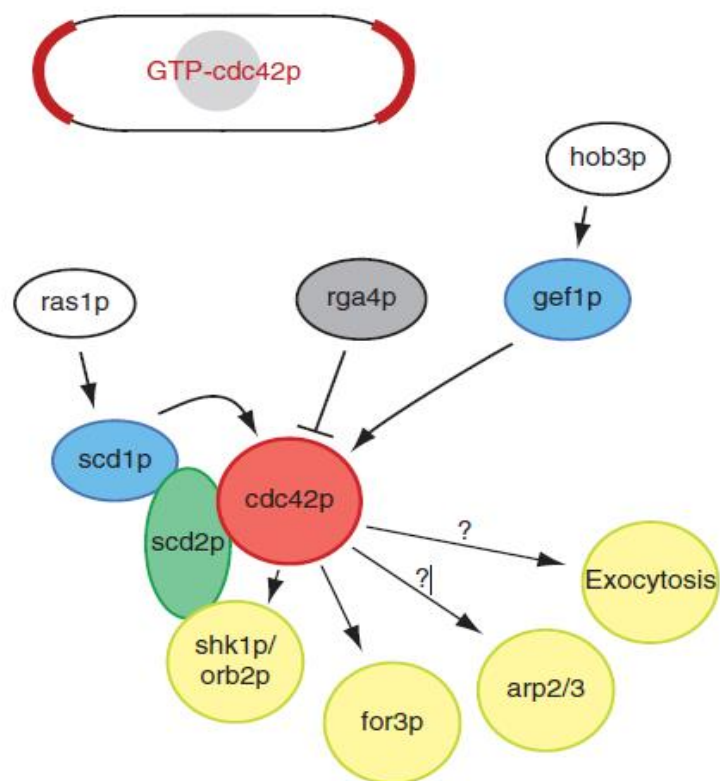 GTP-cdc42p
hob3p
ras1p
rga4p
gef1p
scd1p
cdc42p
scd2p
?
?|
Exocytosis
shk1p/
orb2p
arp2/3
for3p